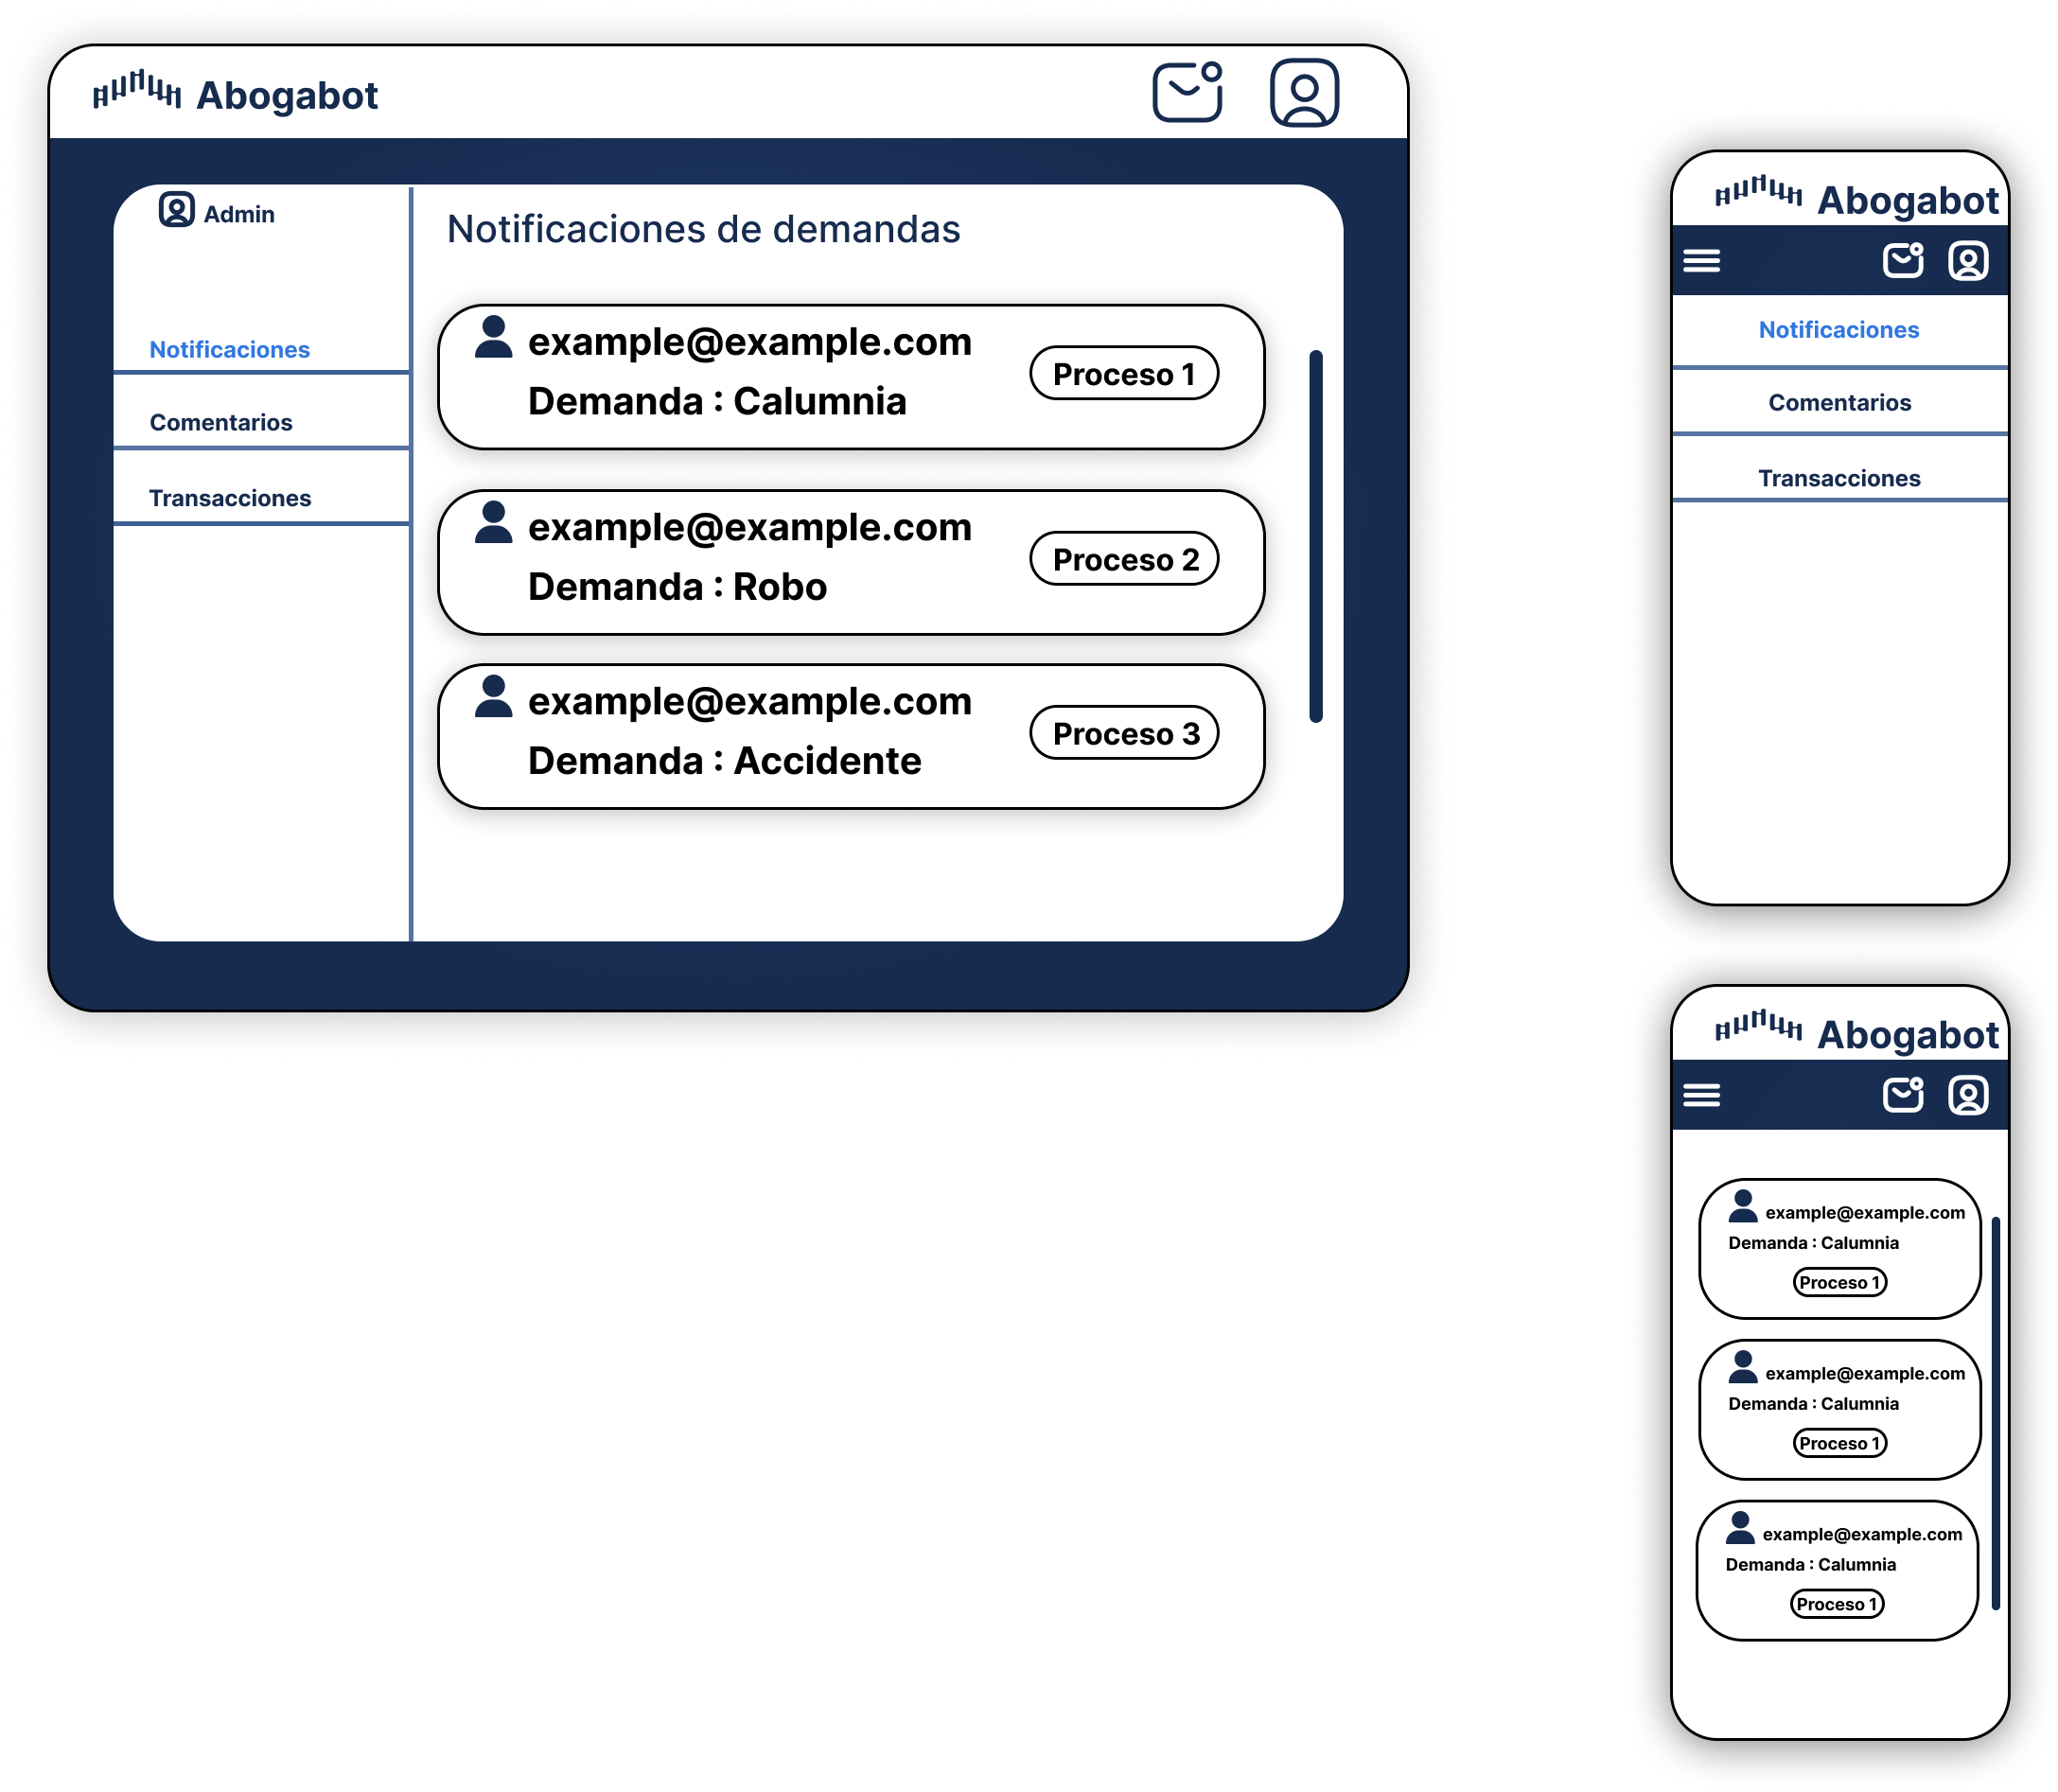 Abogabot
Admin
Notificaciones
Comentarios
Transacciones
Notificaciones de demandas
example@example.com
Demanda : Calumnia
Proceso 1
example@example.com
Demanda : Robo
Proceso 2
example@example.com
Demanda : Accidente
Proceso 3
Abogabot
Notificaciones
Comentarios
Transacciones
Abogabot
example@example.com
Demanda : Calumnia
Proceso 1
example@example.com
Demanda : Calumnia
Proceso 1
example@example.com
Demanda : Calumnia
Proceso 1